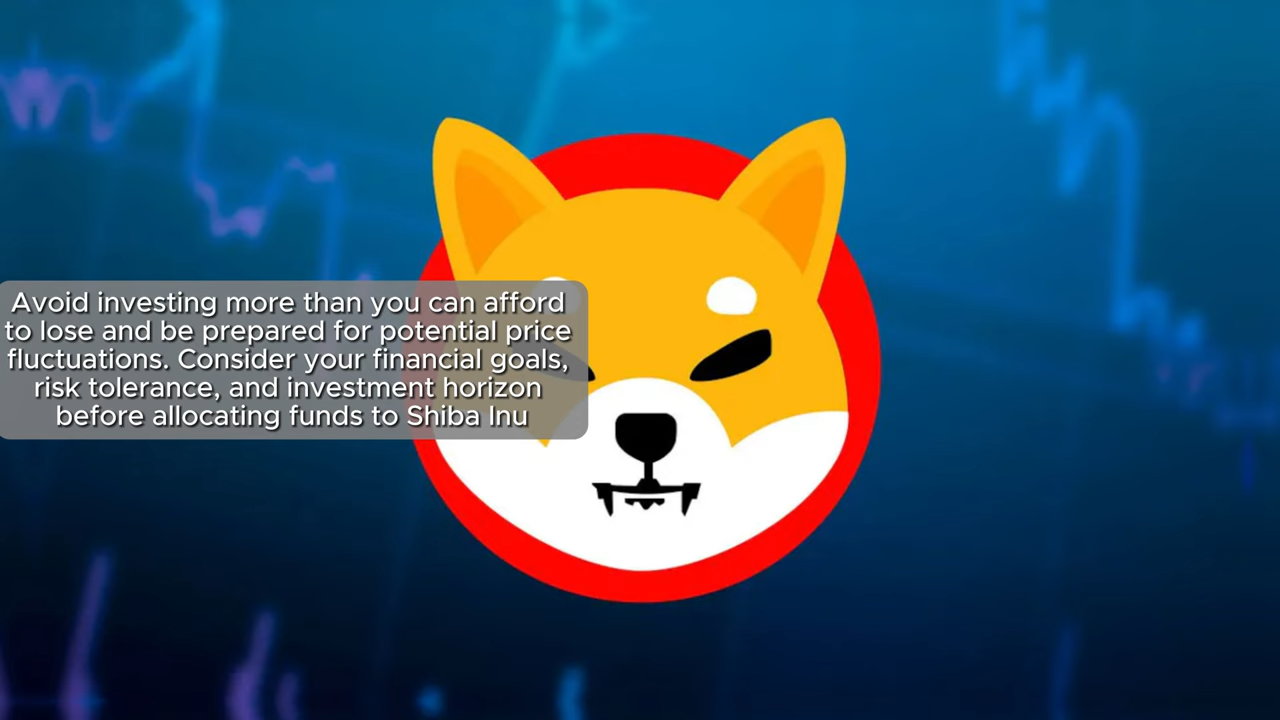 Avoid investing more than you can afford
to lose and be prepared for potential price
fluctuations. Consider your financial goals,
risk tolerance, and investment horizon
before allocating funds to Shiba Inu